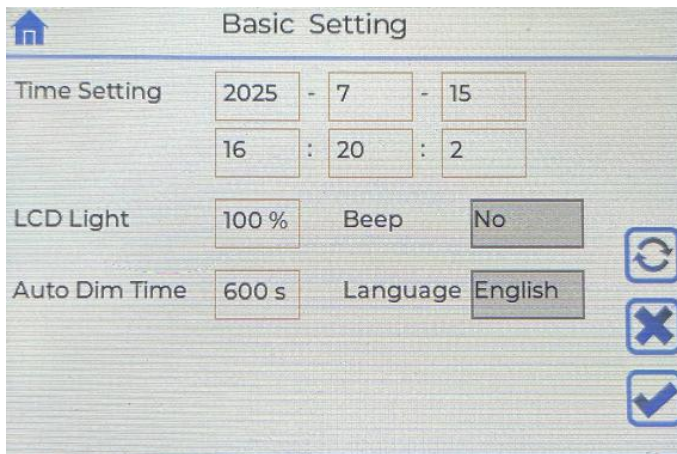 Basic Setting
Time Setting 2025 - 7 - 15
16 : 20 : 2
LCD Light 100 % Beep No
Auto Dim Time 600 s Language English